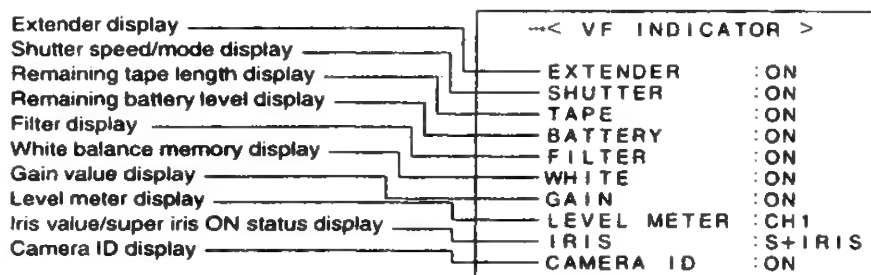 Extender display
Shutter speed/mode display
Remaining tape length display
Remaining battery level display
Filter display
White balance memory display
Gain value display
Level meter display
Iris value/super iris ON status display
Camera ID display
→< VF INDICATOR >
EXTENDER :ON
SHUTTER :ON
TAPE :ON
BATTERY :ON
FILTER :ON
WHITE :ON
GAIN :ON
LEVEL METER :CH1
IRIS :S+IRIS
CAMERA ID :ON